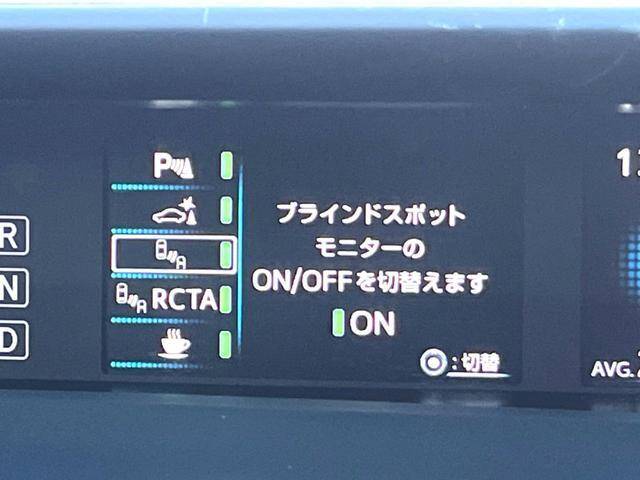 P
R
N
D
RCTA
ブラインドスポット
モニターの
ON/OFFを切替えます
ON
:切替
AVG.